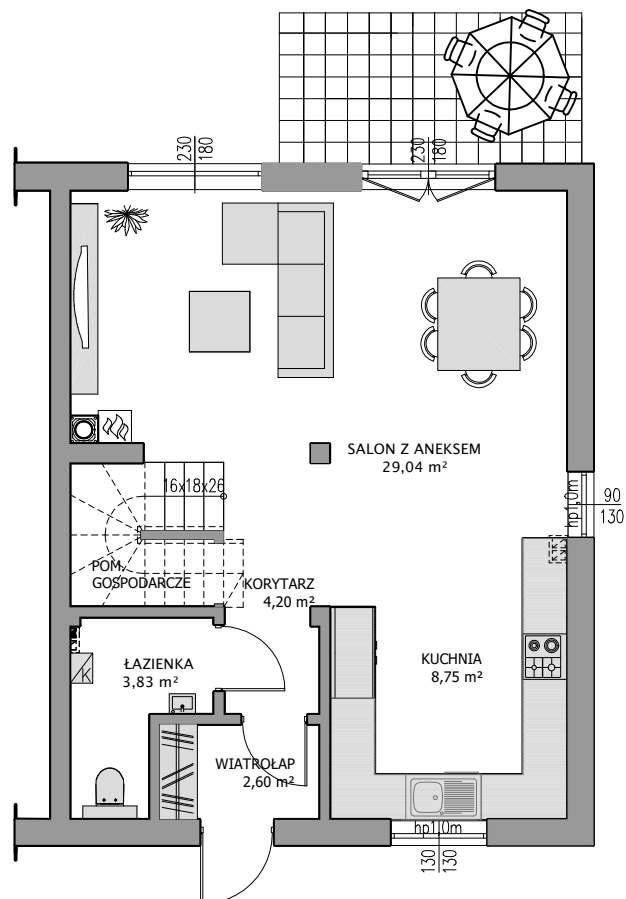 230
180
230
180
SALON Z ANEKSEM
29,04 m²
16x18x26
hp1,0m
90
130
POM.
GOSPODARCZE
KORYTARZ
4,20 m²
ŁAZIENKA
3,83 m²
KUCHNIA
8,75 m²
K
WIATROŁAP
2,60 m²
hp1,0m
130
130